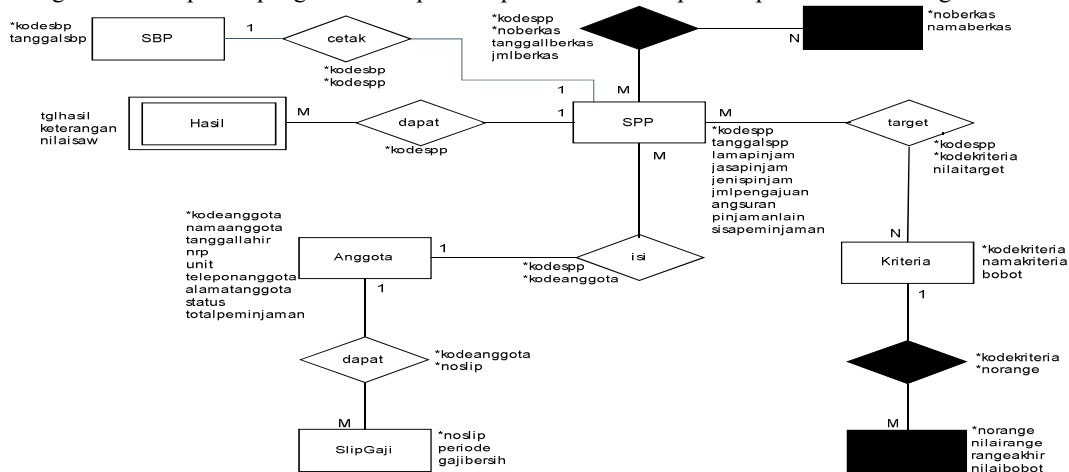 *kodesbp
tanggalsbp
SBP
1
cetak
*kodesbp
*kodespp
*kodespp
*noberkas
tanggallberkas
jmlberkas
N
*noberkas
namaberkas
1
M
tglhasil
keterangan
nilaisaw
Hasil
M
dapat
*kodespp
1
SPP
M
*kodespp
tanggalspp
lamapinjam
jasapinjam
jenispinjam
jmlpengajuan
angsuran
pinjamanlain
sisapeminjaman
target
*kodespp
*kodekriteria
nilaitarget
M
*kodeanggota
namaanggota
tanggallahir
nrp
unit
teleponanggota
alamatanggota
status
totalpeminjaman
Anggota
1
isi
*kodespp
*kodeanggota
N
Kriteria
*kodekriteria
namakriteria
bobot
1
1
dapat
*kodeanggota
*noslip
*kodekriteria
*norange
M
SlipGaji
*noslip
periode
gajibersih
M
*norange
nilairange
rangeakhir
nilaibobot